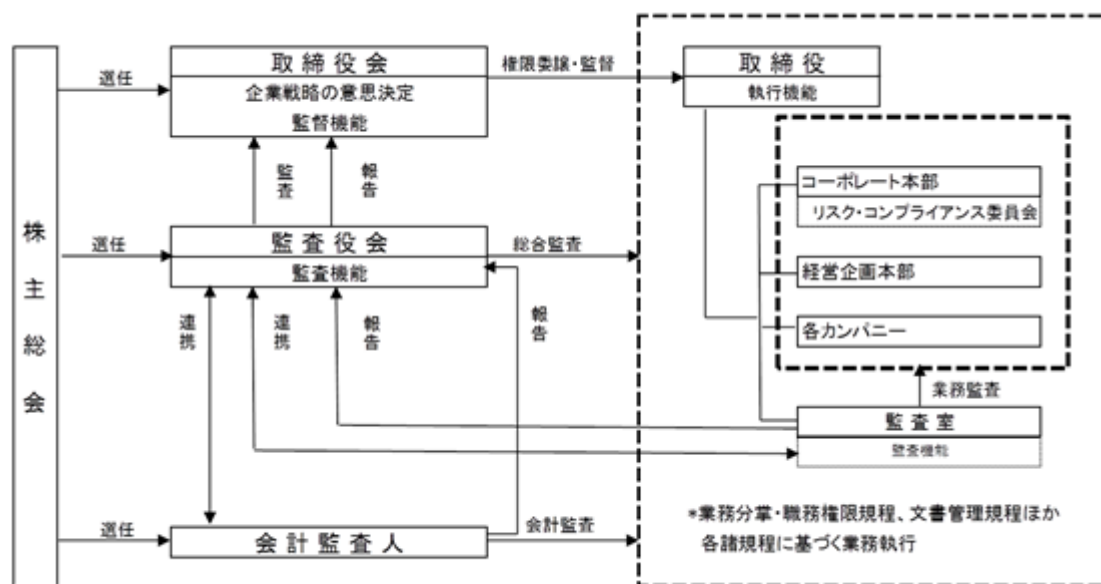 株主総会
選任
取締役会
企業戦略の意思決定
監督機能
権限委譲・監督
取締役
執行機能
監査
報告
コーポレート本部
リスク・コンプライアンス委員会
選任
監査役会
監査機能
総合監査
経営企画本部
連携
連携
報告
報告
各カンパニー
業務監査
監査室
監査機能
選任
会計監査人
会計監査
*業務分掌・職務権限規程、文書管理規程ほか
各諸規程に基づく業務執行